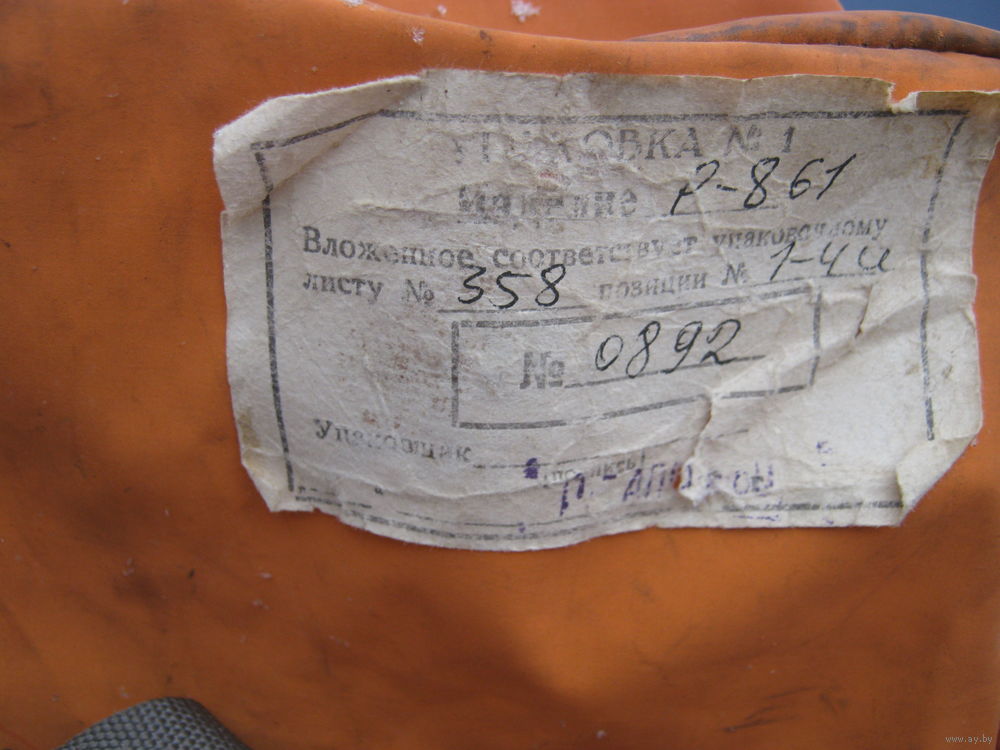 УПАКОВКА № 1
Изделие Р-861
Вложенное соответствует упаковочному
листу № 358 позиции № 1-4и
№ 0892
Упаковщик
(подпись)
www.ay.by